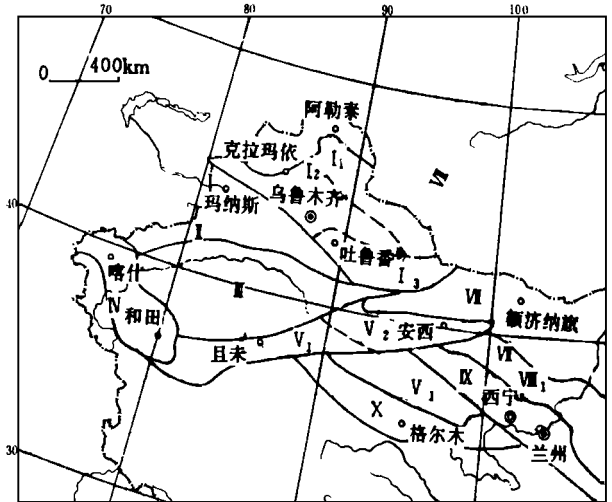 70
80
90
100
0 400km
阿勒泰
克拉玛依
I₁
I₂
Ⅶ
乌鲁木齐
玛纳斯
40
Ⅱ
吐鲁番
喀什
I₃
Ⅲ
Ⅶ
额济纳旗
Ⅳ
和田
V₂
安西
且末
V₁
Ⅶ
Ⅷ₁
Ⅸ
V₃
西宁
X
格尔木
兰州
30